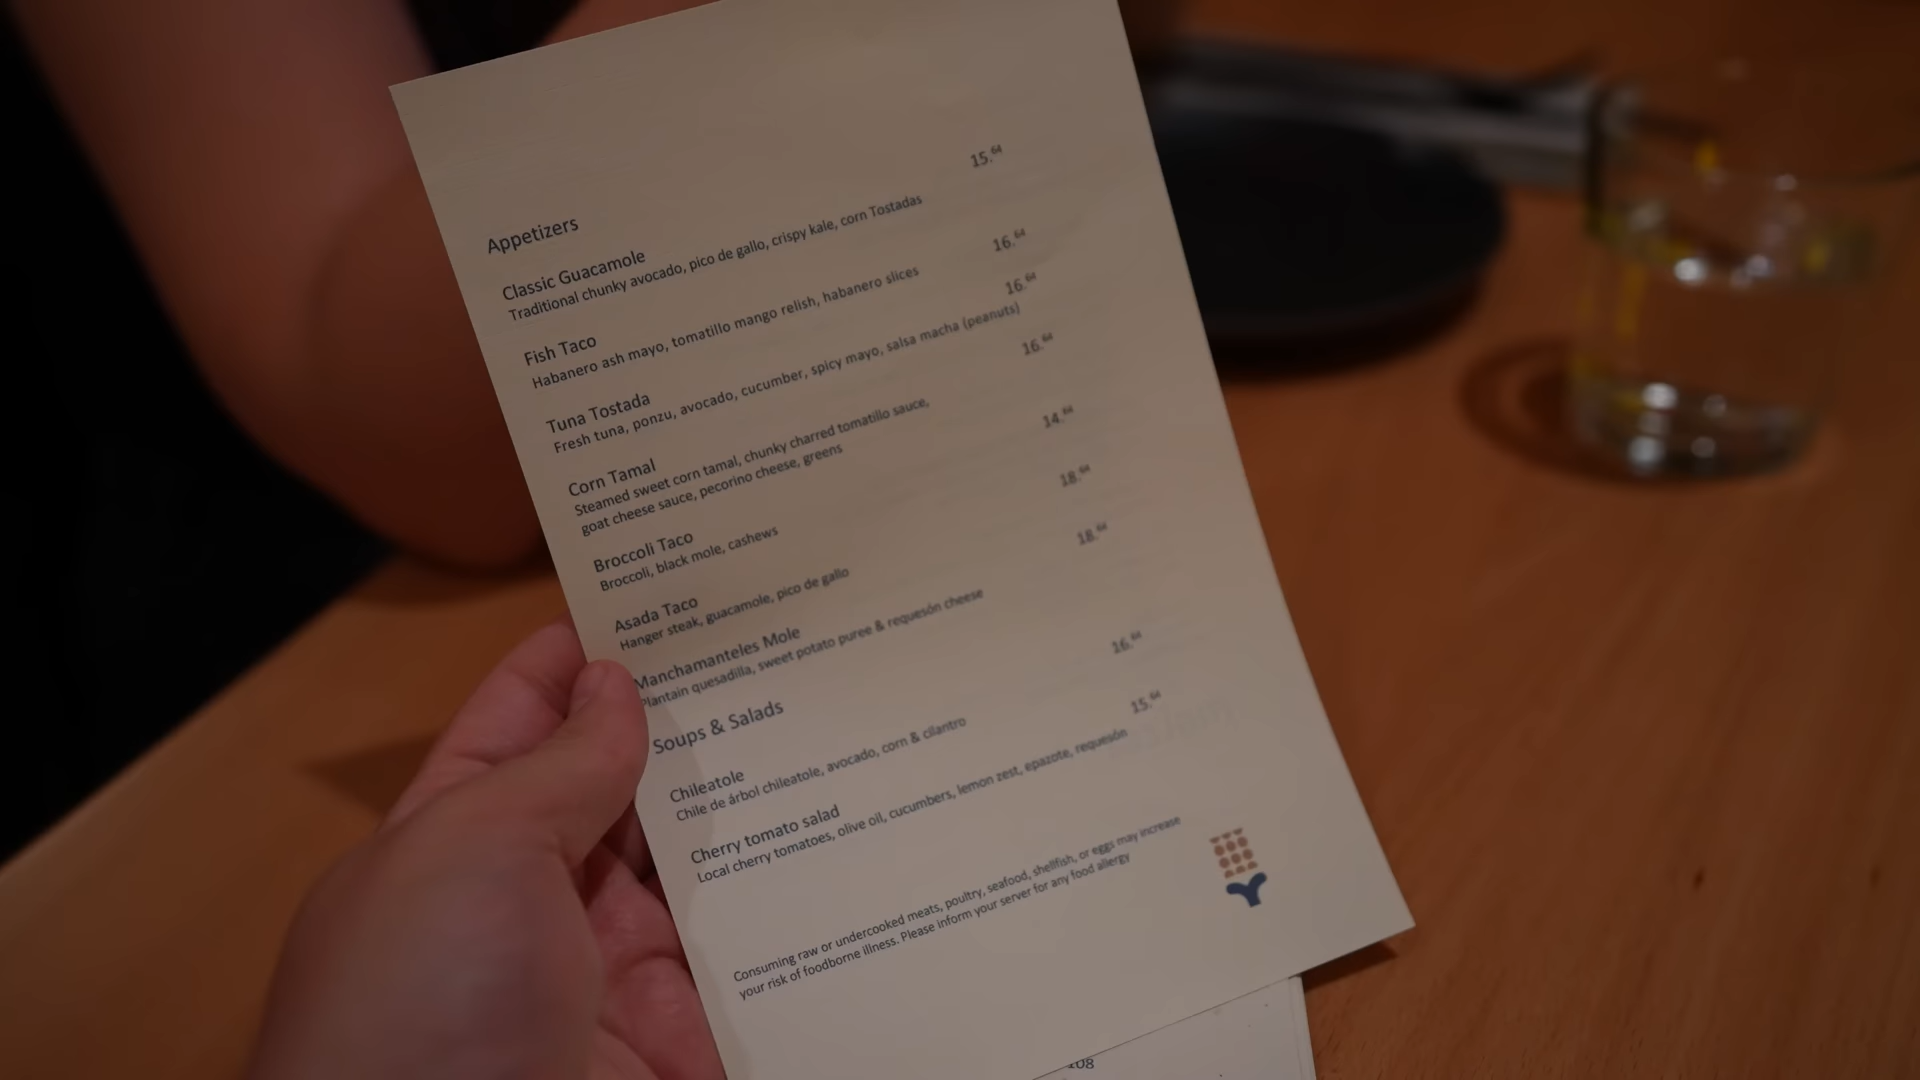 Appetizers
Classic Guacamole 15.64
Traditional chunky avocado, pico de gallo, crispy kale, corn Tostadas
Fish Taco 16.64
Habanero ash mayo, tomatillo mango relish, habanero slices
Tuna Tostada 16.64
Fresh tuna, ponzu, avocado, cucumber, spicy mayo, salsa macha (peanuts)
Corn Tamal 16.64
Steamed sweet corn tamal, chunky charred tomatillo sauce,
goat cheese sauce, pecorino cheese, greens
Broccoli Taco 14.64
Broccoli, black mole, cashews
Asada Taco 18.64
Hanger steak, guacamole, pico de gallo
Manchamanteles Mole 18.64
Plantain quesadilla, sweet potato puree & requesón cheese
Soups & Salads
Chileatole 16.64
Chile de árbol chileatole, avocado, corn & cilantro
Cherry tomato salad 15.64
Local cherry tomatoes, olive oil, cucumbers, lemon zest, epazote, requesón
Consuming raw or undercooked meats, poultry, seafood, shellfish, or eggs may increase
your risk of foodborne illness. Please inform your server for any food allergy